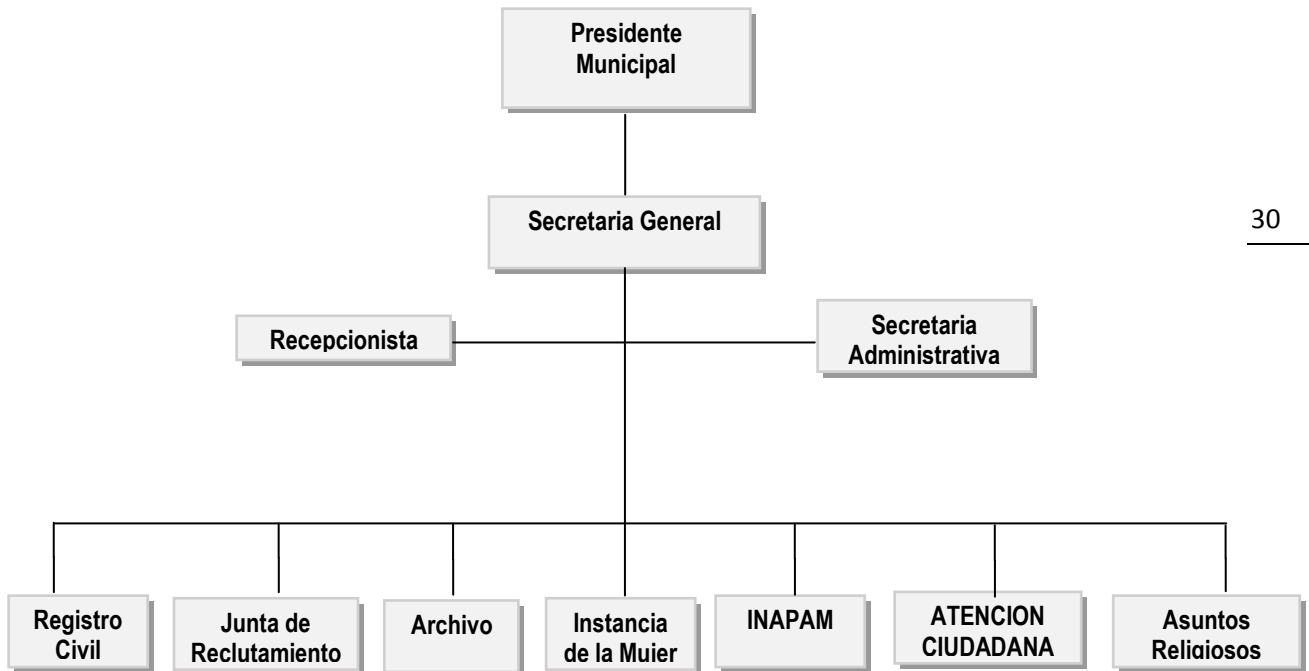 Presidente
Municipal
Secretaria General
30
Recepcionista
Secretaria
Administrativa
Registro
Civil
Junta de
Reclutamiento
Archivo
Instancia
de la Mujer
INAPAM
ATENCION
CIUDADANA
Asuntos
Religiosos